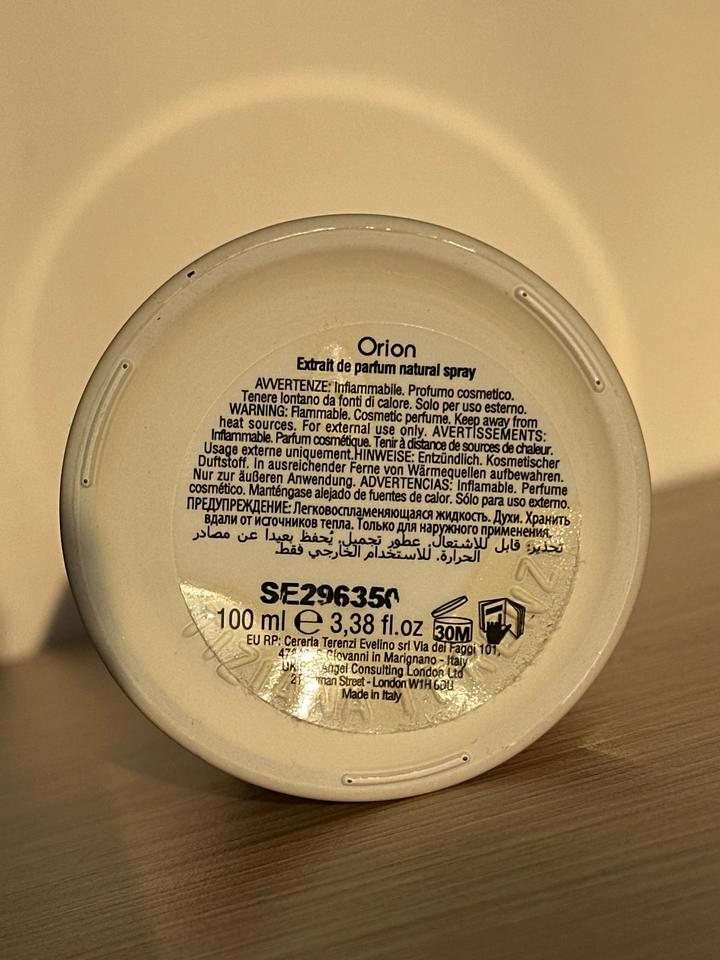 Orion
Extrait de parfum natural spray
AVVERTENZE: Infiammabile. Profumo cosmetico.
Tenere lontano da fonti di calore. Solo per uso esterno.
WARNING: Flammable. Cosmetic perfume. Keep away from
heat sources. For external use only. AVERTISSEMENTS:
Inflammable. Parfum cosmétique. Tenir à distance de sources de chaleur.
Usage externe uniquement.HINWEISE: Entzündlich. Kosmetischer
Duftstoff. In ausreichender Ferne von Wärmequellen aufbewahren.
Nur zur äußeren Anwendung. ADVERTENCIAS: Inflamable. Perfume
cosmético. Manténgase alejado de fuentes de calor. Sólo para uso externo.
ПРЕДУПРЕЖДЕНИЕ: Легковоспламеняющаяся жидкость. Духи. Хранить
вдали от источников тепла. Только для наружного применения.
تحذير: قابل للاشتعال. عطور تجميل. يُحفظ بعيدا عن مصادر
الحرارة. للاستخدام الخارجي فقط.
SE296350
100 ml e 3,38 fl.oz 30M
EU RP: Cereria Terenzi Evelino srl Via dei Faggi 101,
Giovanni in Marignano - Italy
Angel Consulting London Ltd
Street - London W1H 6DU
Made in Italy
TIZIANA